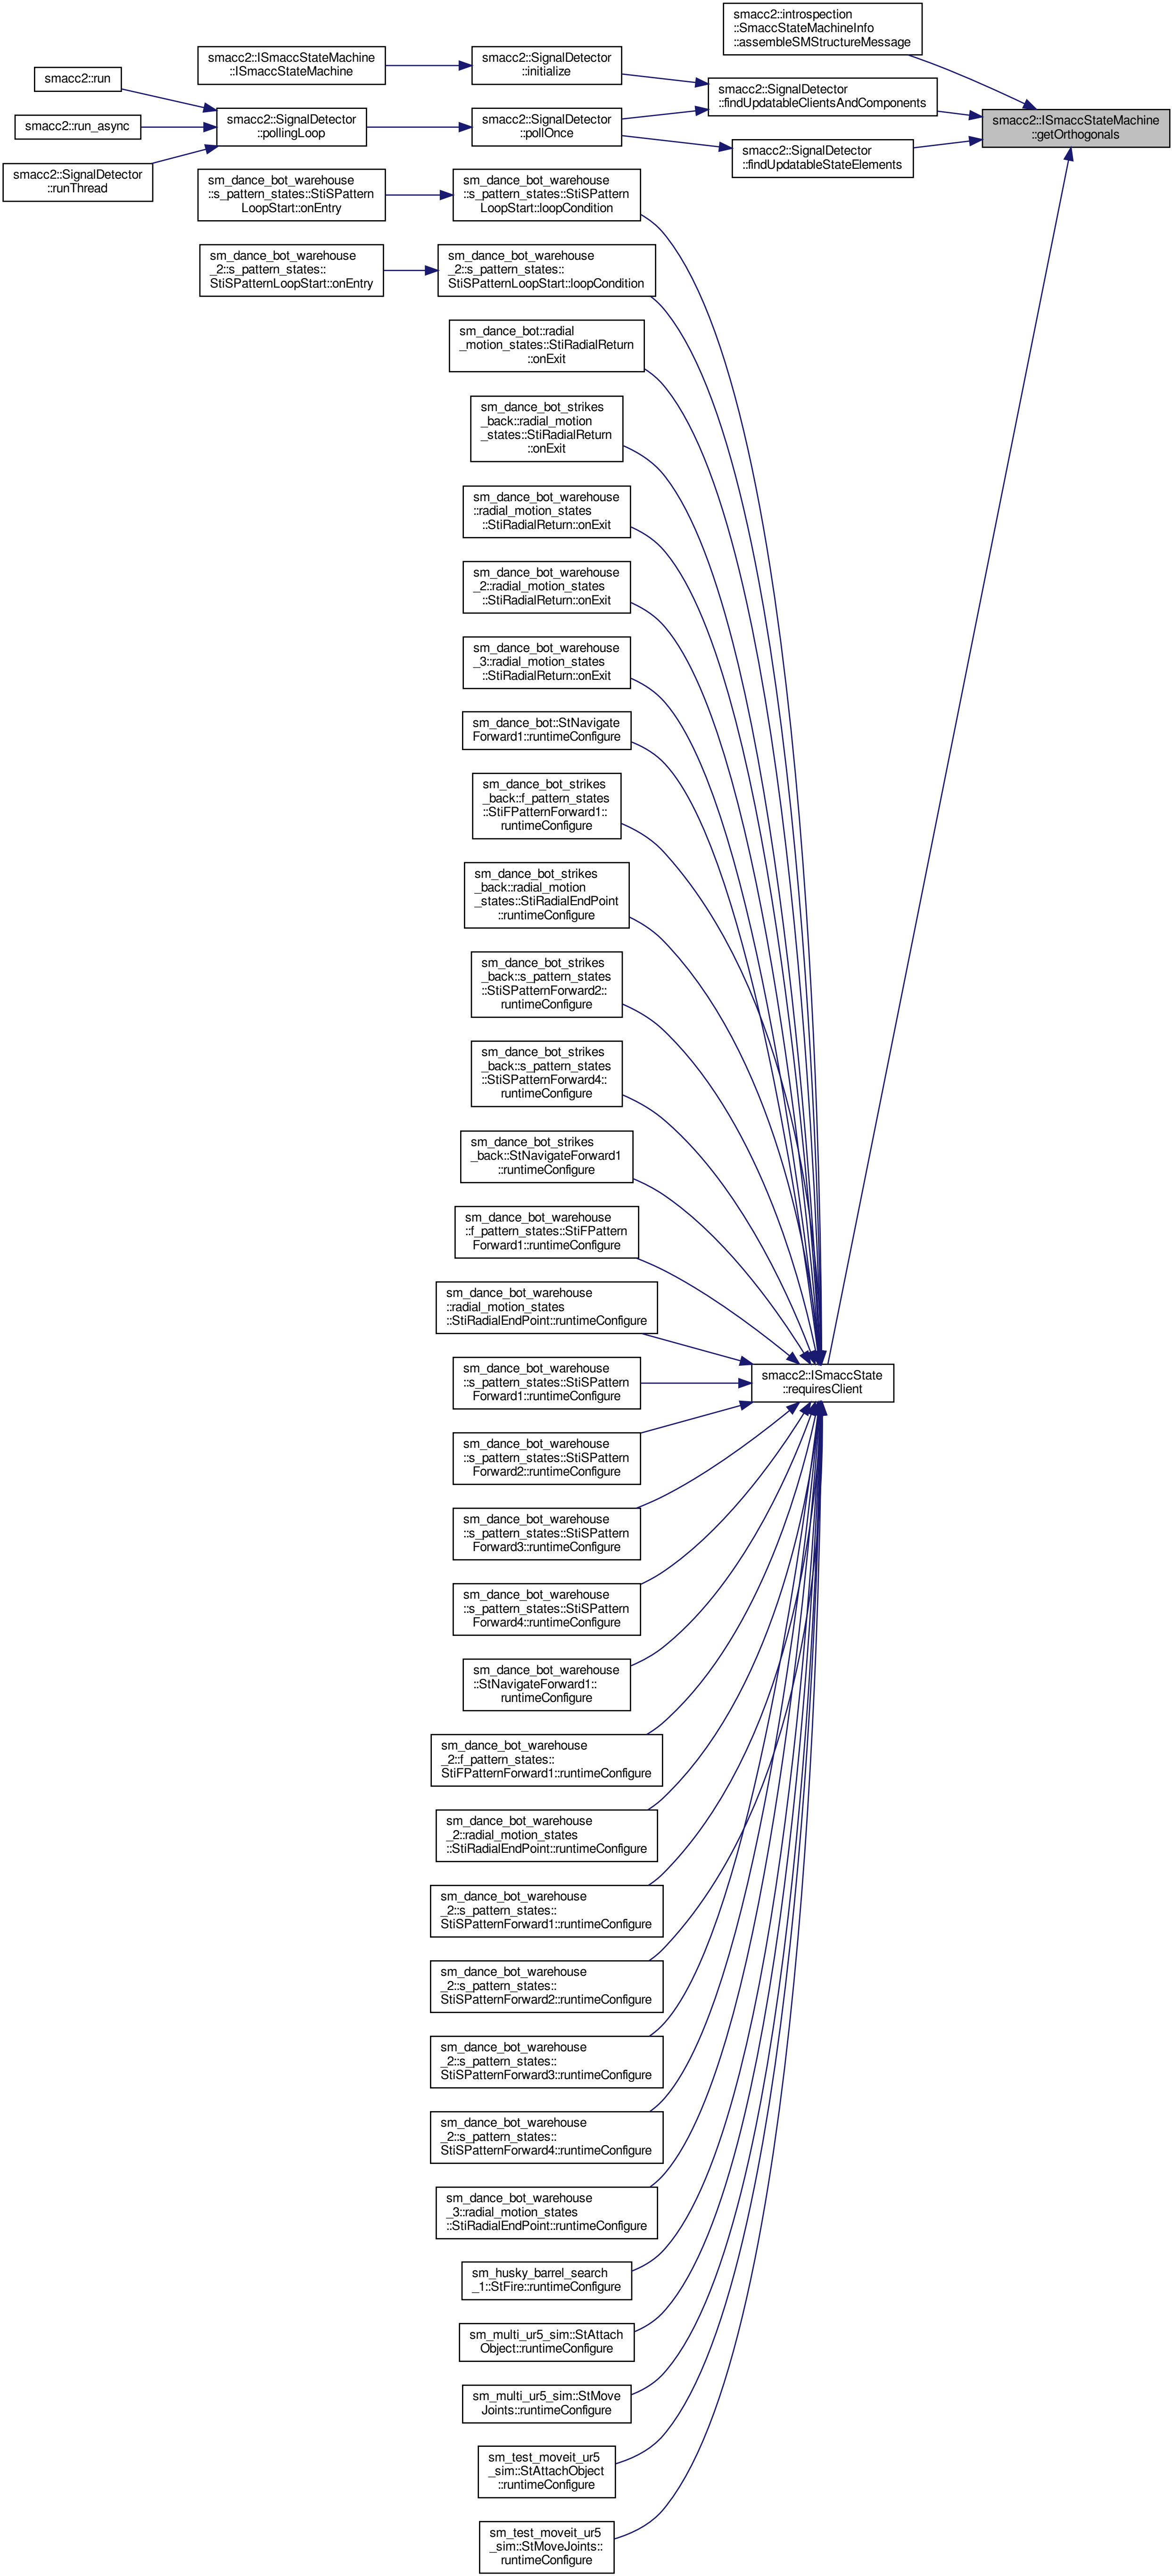 smacc2::introspection
::SmaccStateMachineInfo
::assembleSMStructureMessage
smacc2::ISmaccStateMachine
::ISmaccStateMachine
smacc2::SignalDetector
::initialize
smacc2::run
smacc2::SignalDetector
::findUpdatableClientsAndComponents
smacc2::ISmaccStateMachine
::getOrthogonals
smacc2::run_async
smacc2::SignalDetector
::pollingLoop
smacc2::SignalDetector
::pollOnce
smacc2::SignalDetector
::findUpdatableStateElements
smacc2::SignalDetector
::runThread
sm_dance_bot_warehouse
::s_pattern_states::StiSPattern
LoopStart::onEntry
sm_dance_bot_warehouse
::s_pattern_states::StiSPattern
LoopStart::loopCondition
sm_dance_bot_warehouse
_2::s_pattern_states::
StiSPatternLoopStart::onEntry
sm_dance_bot_warehouse
_2::s_pattern_states::
StiSPatternLoopStart::loopCondition
sm_dance_bot::radial
_motion_states::StiRadialReturn
::onExit
sm_dance_bot_strikes
_back::radial_motion
_states::StiRadialReturn
::onExit
sm_dance_bot_warehouse
::radial_motion_states
::StiRadialReturn::onExit
sm_dance_bot_warehouse
_2::radial_motion_states
::StiRadialReturn::onExit
sm_dance_bot_warehouse
_3::radial_motion_states
::StiRadialReturn::onExit
sm_dance_bot::StNavigate
Forward1::runtimeConfigure
sm_dance_bot_strikes
_back::f_pattern_states
::StiFPatternForward1::
runtimeConfigure
sm_dance_bot_strikes
_back::radial_motion
_states::StiRadialEndPoint
::runtimeConfigure
sm_dance_bot_strikes
_back::s_pattern_states
::StiSPatternForward2::
runtimeConfigure
sm_dance_bot_strikes
_back::s_pattern_states
::StiSPatternForward4::
runtimeConfigure
sm_dance_bot_strikes
_back::StNavigateForward1
::runtimeConfigure
sm_dance_bot_warehouse
::f_pattern_states::StiFPattern
Forward1::runtimeConfigure
sm_dance_bot_warehouse
::radial_motion_states
::StiRadialEndPoint::runtimeConfigure
smacc2::ISmaccState
::requiresClient
sm_dance_bot_warehouse
::s_pattern_states::StiSPattern
Forward1::runtimeConfigure
sm_dance_bot_warehouse
::s_pattern_states::StiSPattern
Forward2::runtimeConfigure
sm_dance_bot_warehouse
::s_pattern_states::StiSPattern
Forward3::runtimeConfigure
sm_dance_bot_warehouse
::s_pattern_states::StiSPattern
Forward4::runtimeConfigure
sm_dance_bot_warehouse
::StNavigateForward1::
runtimeConfigure
sm_dance_bot_warehouse
_2::f_pattern_states::
StiFPatternForward1::runtimeConfigure
sm_dance_bot_warehouse
_2::radial_motion_states
::StiRadialEndPoint::runtimeConfigure
sm_dance_bot_warehouse
_2::s_pattern_states::
StiSPatternForward1::runtimeConfigure
sm_dance_bot_warehouse
_2::s_pattern_states::
StiSPatternForward2::runtimeConfigure
sm_dance_bot_warehouse
_2::s_pattern_states::
StiSPatternForward3::runtimeConfigure
sm_dance_bot_warehouse
_2::s_pattern_states::
StiSPatternForward4::runtimeConfigure
sm_dance_bot_warehouse
_3::radial_motion_states
::StiRadialEndPoint::runtimeConfigure
sm_husky_barrel_search
_1::StFire::runtimeConfigure
sm_multi_ur5_sim::StAttach
Object::runtimeConfigure
sm_multi_ur5_sim::StMove
Joints::runtimeConfigure
sm_test_moveit_ur5
_sim::StAttachObject
::runtimeConfigure
sm_test_moveit_ur5
_sim::StMoveJoints::
runtimeConfigure